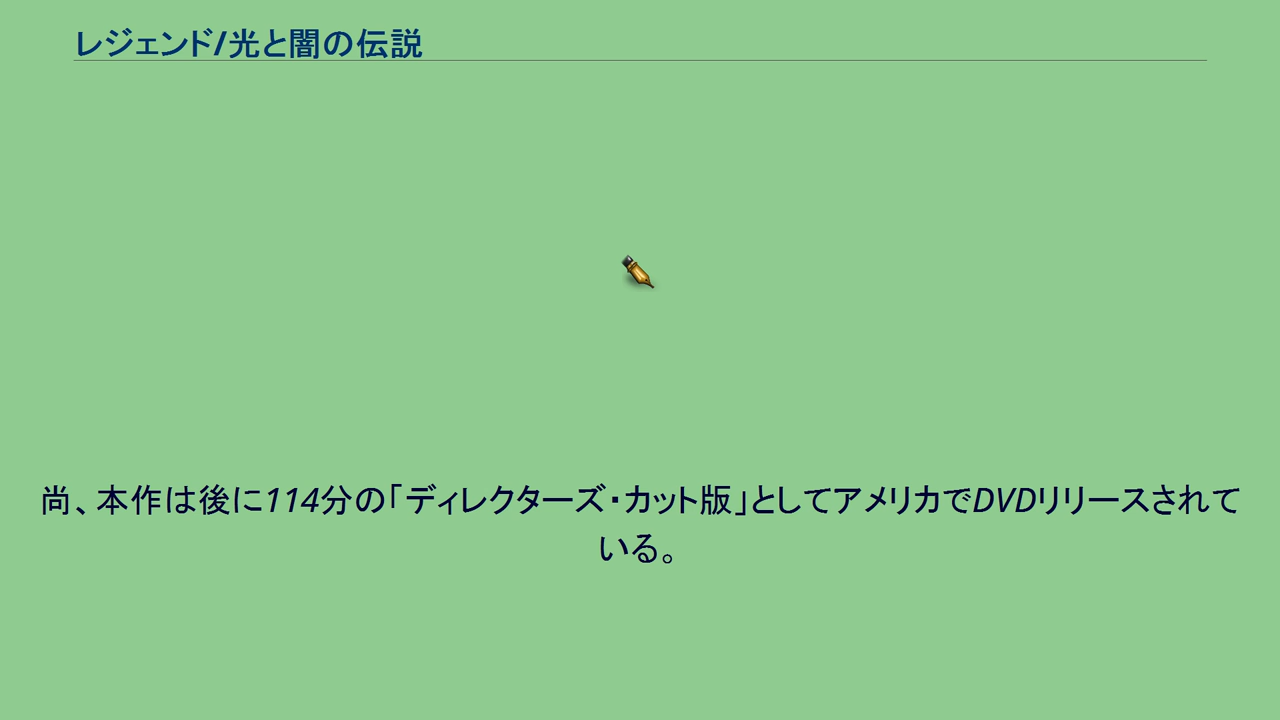 レジェンド/光と闇の伝説
尚、本作は後に114分の「ディレクターズ・カット版」としてアメリカでDVDリリースされて
いる。